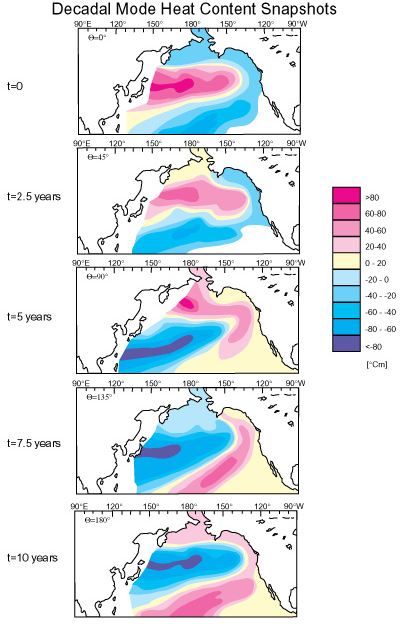 Decadal Mode Heat Content Snapshots
90°E 120° 150° 180° 150° 120° 90°W
Θ=0°
t=0
90°E 120° 150° 180° 150° 120° 90°W
Θ=45°
t=2.5 years
>80
60-80
40-60
20-40
0 - 20
-20 - 0
-40 - -20
-60 - -40
-80 - -60
<-80
[°Cm]
90°E 120° 150° 180° 150° 120° 90°W
Θ=90°
t=5 years
90°E 120° 150° 180° 150° 120° 90°W
Θ=135°
t=7.5 years
90°E 120° 150° 180° 150° 120° 90°W
Θ=180°
t=10 years